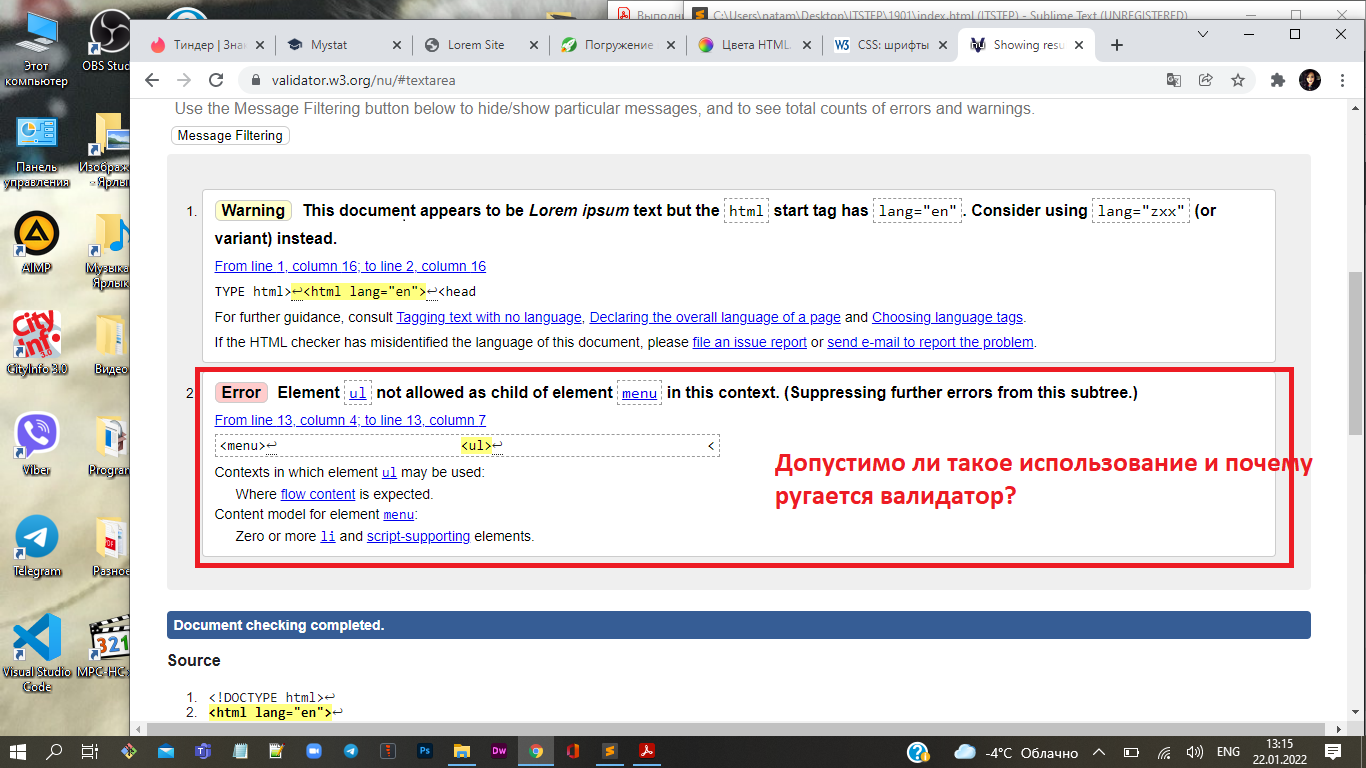 Этот компьютер
OBS Stud
Панель управления
Изображ - Ярлы
AIMP
Музыка Ярлык
CityInfo 3.0
Видео
Viber
Program
Telegram
Разное
Visual Studio Code
MPC-HC
Выполн
C:\Users\natam\Desktop\ITSTEP\1901\index.html (ITSTEP) - Sublime Text (UNREGISTERED)
Тиндер | Зна
Mystat
Lorem Site
Погружение
Цвета HTML.
W3 CSS: шрифты
Showing resu
validator.w3.org/nu/#textarea
Use the Message Filtering button below to hide/show particular messages, and to see total counts of errors and warnings.
Message Filtering
1. Warning This document appears to be Lorem ipsum text but the html start tag has lang="en". Consider using lang="zxx" (or
variant) instead.
From line 1, column 16; to line 2, column 16
TYPE html>↩<html lang="en">↩<head
For further guidance, consult Tagging text with no language, Declaring the overall language of a page and Choosing language tags.
If the HTML checker has misidentified the language of this document, please file an issue report or send e-mail to report the problem.
2. Error Element ul not allowed as child of element menu in this context. (Suppressing further errors from this subtree.)
From line 13, column 4; to line 13, column 7
<menu>↩ <ul>↩ <
Contexts in which element ul may be used:
Where flow content is expected.
Content model for element menu:
Zero or more li and script-supporting elements.
Допустимо ли такое использование и почему
ругается валидатор?
Document checking completed.
Source
1. <!DOCTYPE html>↩
2. <html lang="en">↩
-4°C Облачно
ENG
13:15
22.01.2022